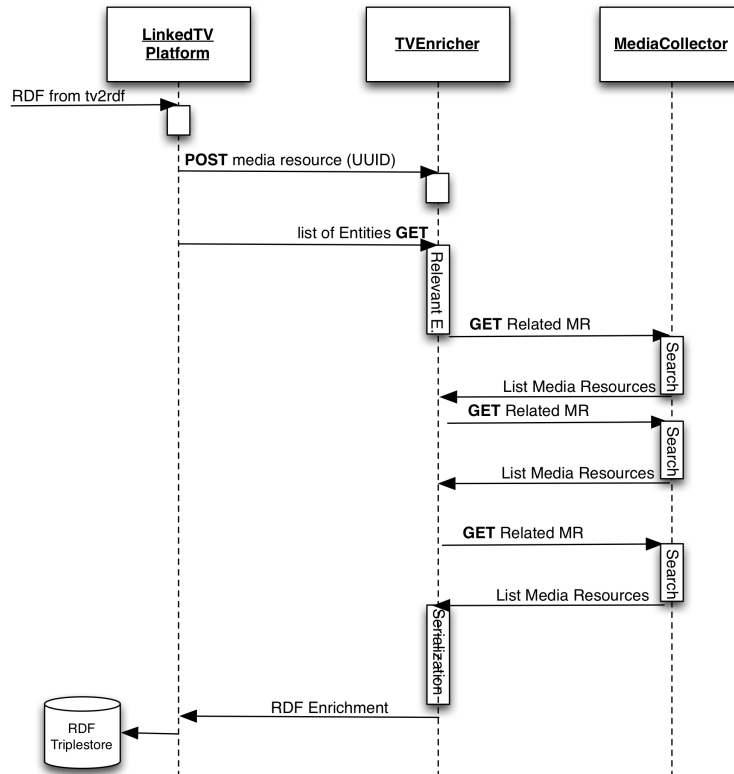 LinkedTV
Platform
TVEnricher
MediaCollector
RDF from tv2rdf
POST media resource (UUID)
list of Entities GET
Relevant E.
GET Related MR
Search
List Media Resources
GET Related MR
Search
List Media Resources
GET Related MR
Search
List Media Resources
Serialization
RDF Enrichment
RDF
Triplestore